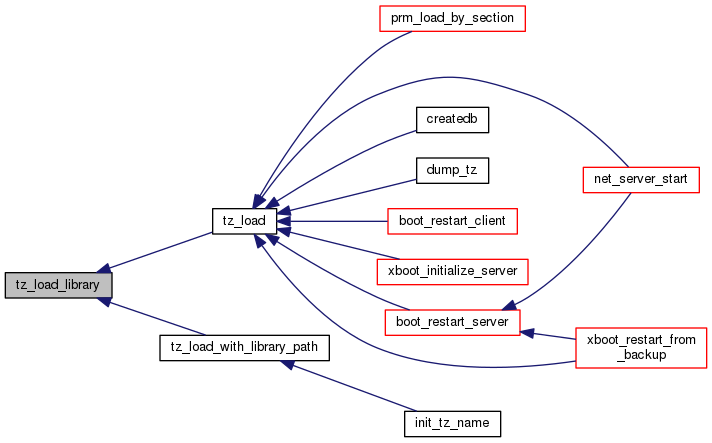 prm_load_by_section
createdb
dump_tz
net_server_start
tz_load
boot_restart_client
xboot_initialize_server
tz_load_library
boot_restart_server
xboot_restart_from
_backup
tz_load_with_library_path
init_tz_name